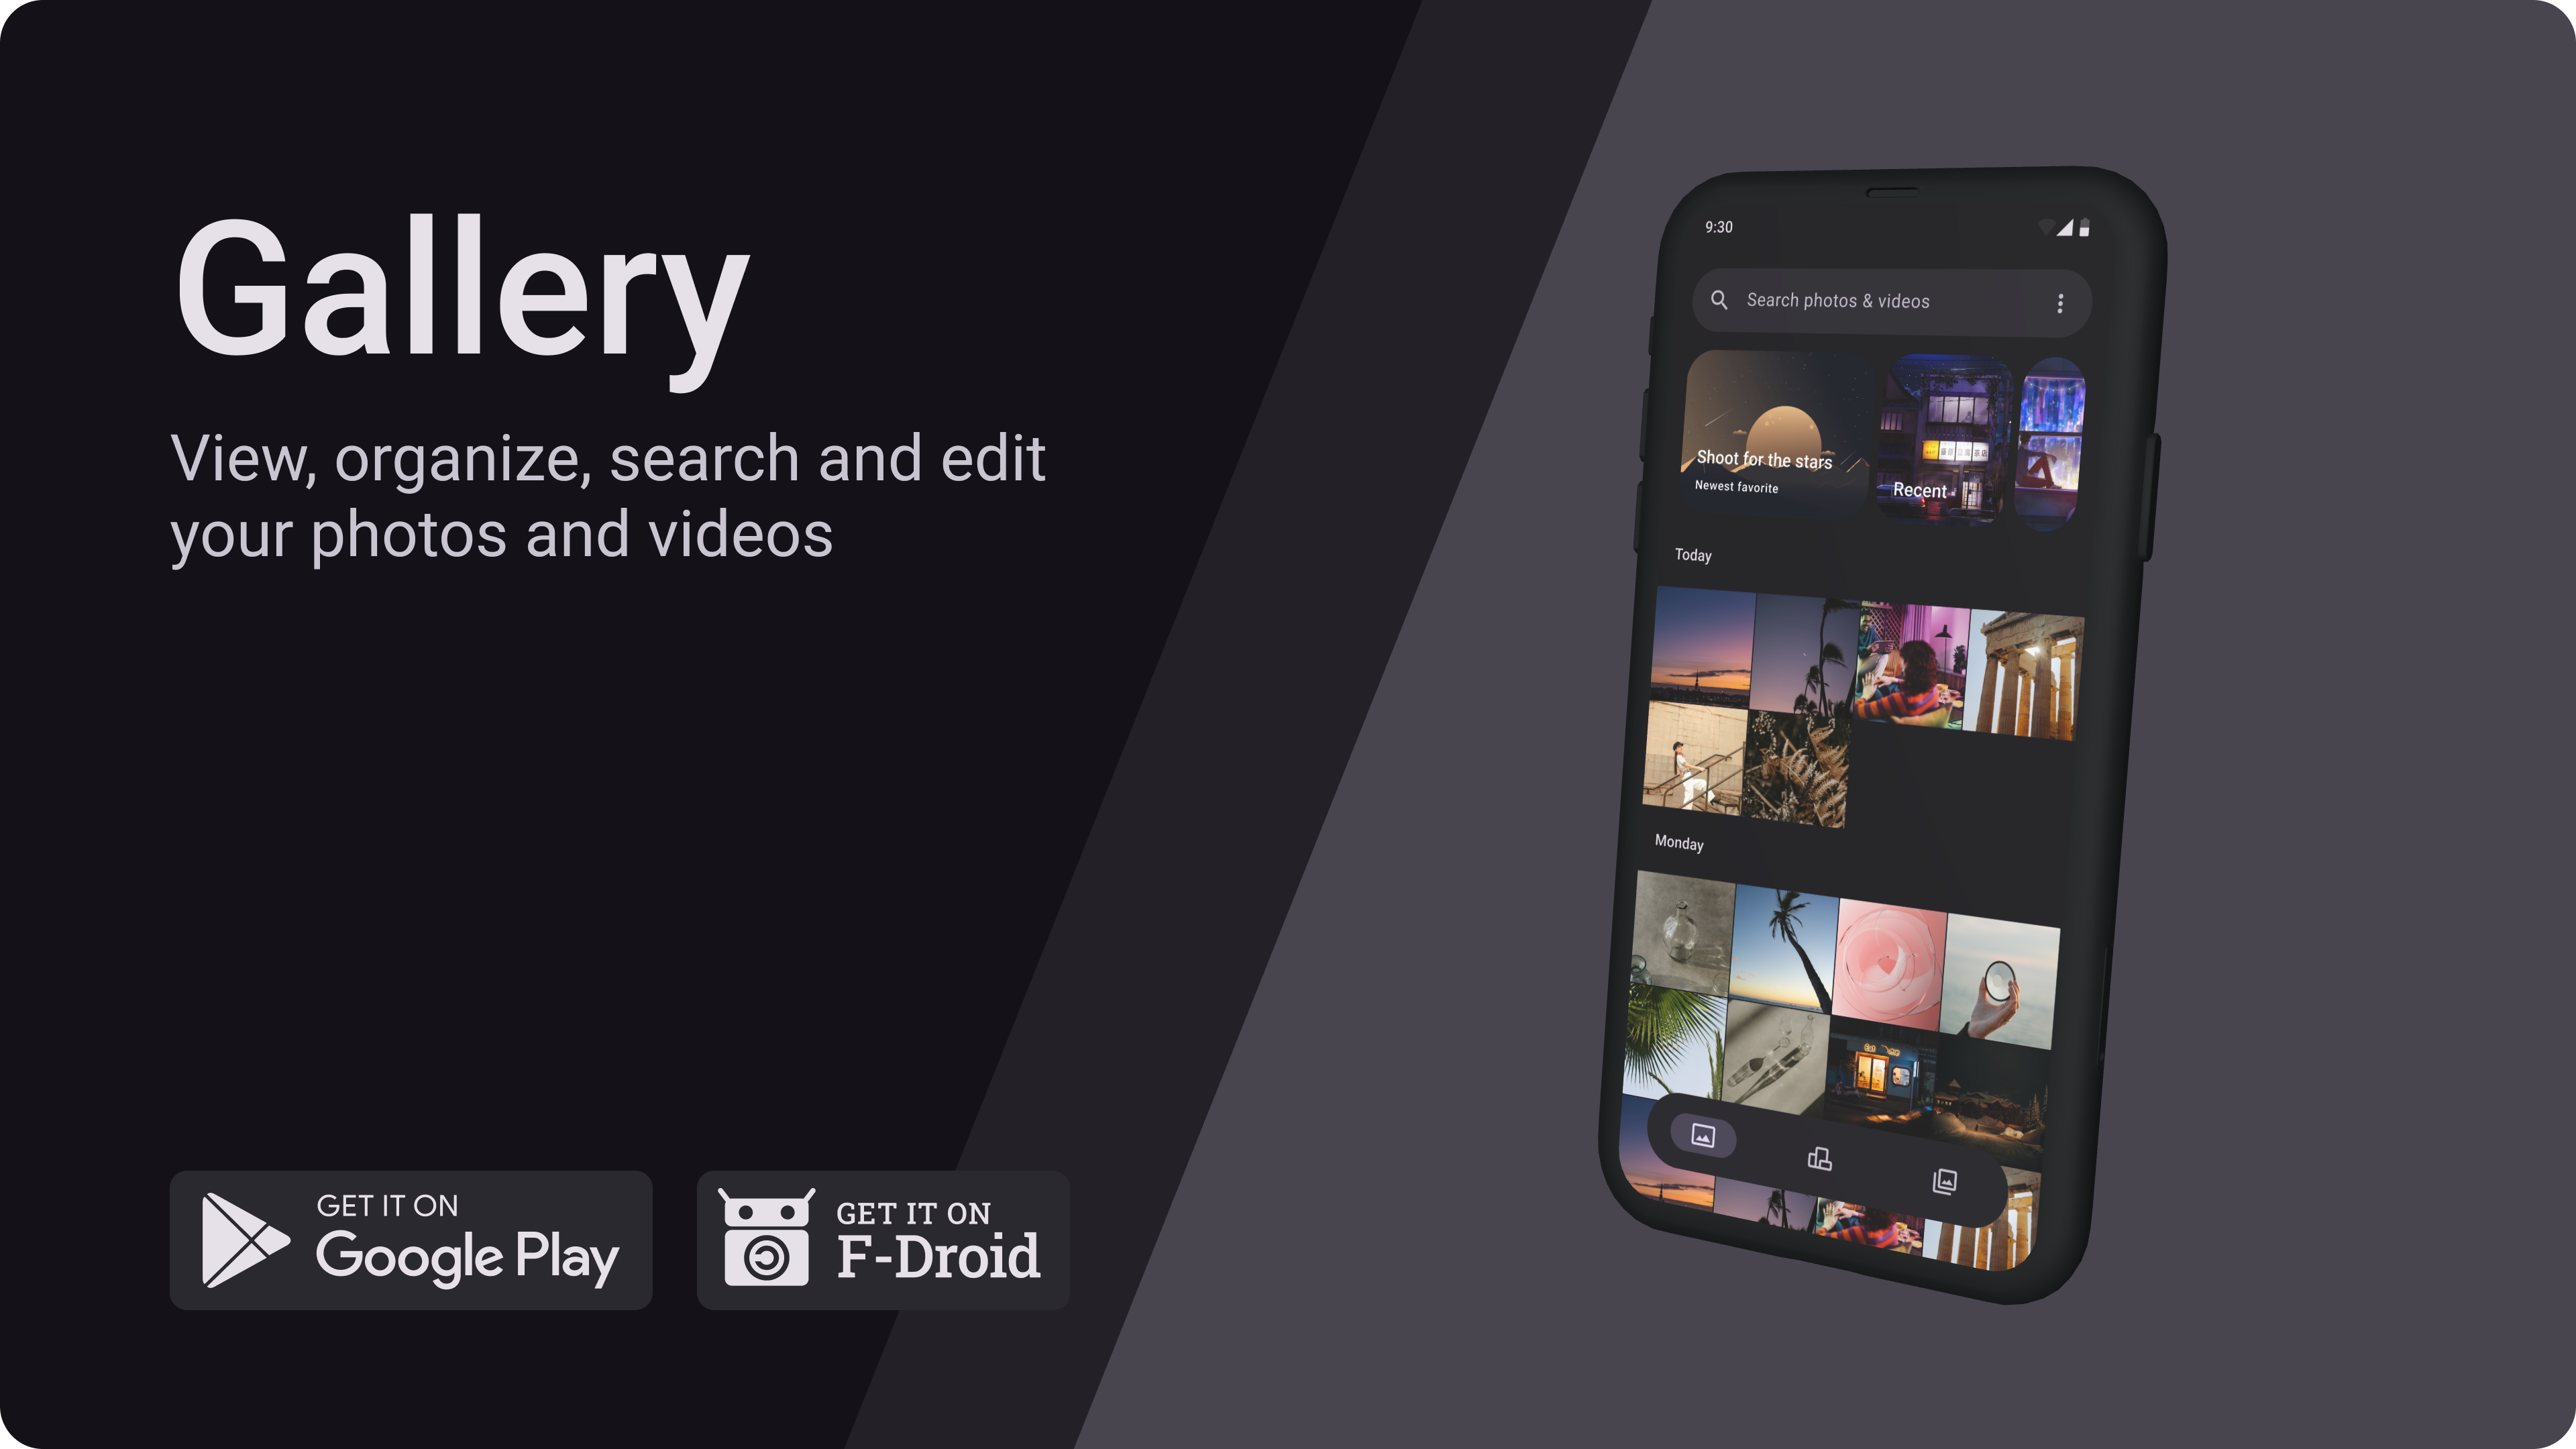 Gallery
View, organize, search and edit
your photos and videos
GET IT ON
Google Play
GET IT ON
F-Droid
9:30
Search photos & videos
Shoot for the stars
Newest favorite
Recent
Today
Monday